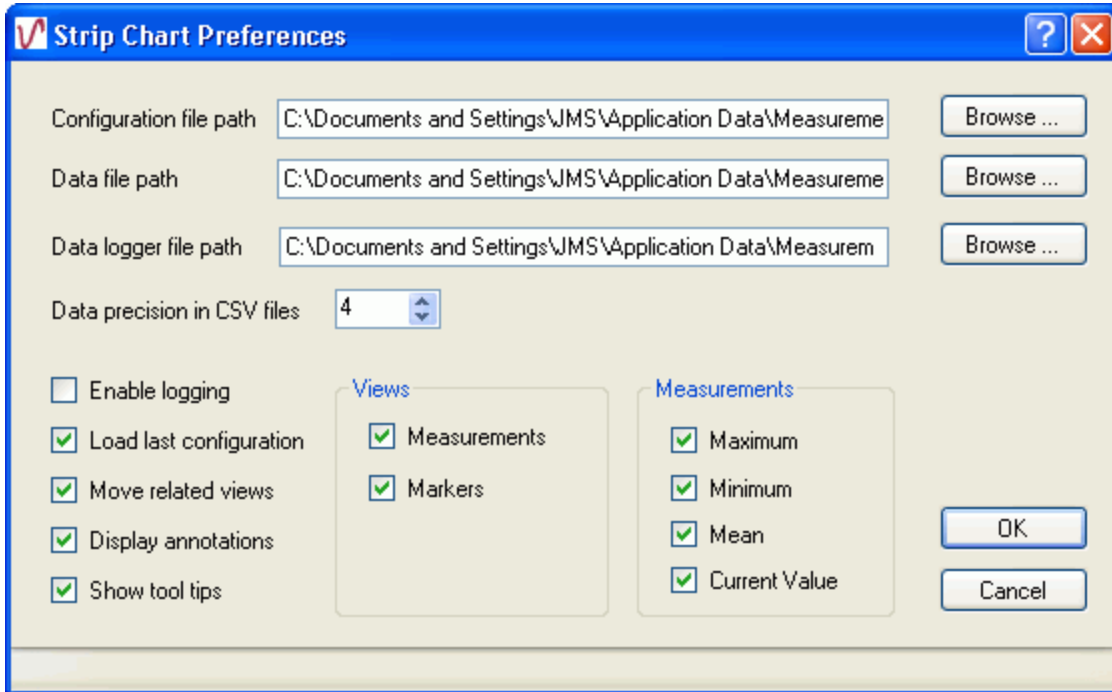 Strip Chart Preferences
Configuration file path C:\Documents and Settings\JMS\Application Data\Measureme Browse ...
Data file path C:\Documents and Settings\JMS\Application Data\Measureme Browse ...
Data logger file path C:\Documents and Settings\JMS\Application Data\Measurem Browse ...
Data precision in CSV files 4
Enable logging
Load last configuration
Move related views
Display annotations
Show tool tips
Views
Measurements
Markers
Measurements
Maximum
Minimum
Mean
Current Value
OK
Cancel